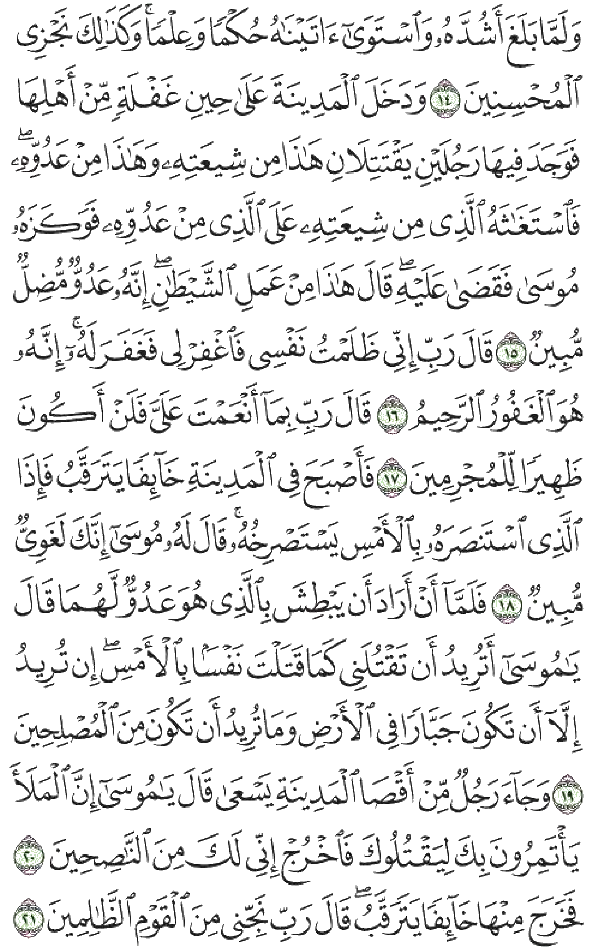 وَلَمَّا بَلَغَ أَشُدَّهُۥ وَٱسْتَوَىٰٓ ءَاتَيْنَٰهُ حُكْمًا وَعِلْمًا ۚ وَكَذَٰلِكَ نَجْزِى
ٱلْمُحْسِنِينَ ١٤ وَدَخَلَ ٱلْمَدِينَةَ عَلَىٰ حِينِ غَفْلَةٍ مِّنْ أَهْلِهَا
فَوَجَدَ فِيهَا رَجُلَيْنِ يَقْتَتِلَانِ هَٰذَا مِن شِيعَتِهِۦ وَهَٰذَا مِنْ عَدُوِّهِۦ ۖ
فَٱسْتَغَٰثَهُ ٱلَّذِى مِن شِيعَتِهِۦ عَلَى ٱلَّذِى مِنْ عَدُوِّهِۦ فَوَكَزَهُۥ
مُوسَىٰ فَقَضَىٰ عَلَيْهِ ۖ قَالَ هَٰذَا مِنْ عَمَلِ ٱلشَّيْطَٰنِ ۖ إِنَّهُۥ عَدُوٌّ مُّضِلٌّ
مُّبِينٌ ١٥ قَالَ رَبِّ إِنِّى ظَلَمْتُ نَفْسِى فَٱغْفِرْ لِى فَغَفَرَ لَهُۥٓ ۚ إِنَّهُۥ
هُوَ ٱلْغَفُورُ ٱلرَّحِيمُ ١٦ قَالَ رَبِّ بِمَآ أَنْعَمْتَ عَلَىَّ فَلَنْ أَكُونَ
ظَهِيرًا لِّلْمُجْرِمِينَ ١٧ فَأَصْبَحَ فِى ٱلْمَدِينَةِ خَآئِفًا يَتَرَقَّبُ فَإِذَا
ٱلَّذِى ٱسْتَنصَرَهُۥ بِٱلْأَمْسِ يَسْتَصْرِخُهُۥ ۚ قَالَ لَهُۥ مُوسَىٰٓ إِنَّكَ لَغَوِىٌّ
مُّبِينٌ ١٨ فَلَمَّآ أَنْ أَرَادَ أَن يَبْطِشَ بِٱلَّذِى هُوَ عَدُوٌّ لَّهُمَا قَالَ
يَٰمُوسَىٰٓ أَتُرِيدُ أَن تَقْتُلَنِى كَمَا قَتَلْتَ نَفْسًۢا بِٱلْأَمْسِ ۖ إِن تُرِيدُ
إِلَّآ أَن تَكُونَ جَبَّارًا فِى ٱلْأَرْضِ وَمَا تُرِيدُ أَن تَكُونَ مِنَ ٱلْمُصْلِحِينَ
١٩ وَجَآءَ رَجُلٌ مِّنْ أَقْصَا ٱلْمَدِينَةِ يَسْعَىٰ قَالَ يَٰمُوسَىٰٓ إِنَّ ٱلْمَلَأَ
يَأْتَمِرُونَ بِكَ لِيَقْتُلُوكَ فَٱخْرُجْ إِنِّى لَكَ مِنَ ٱلنَّٰصِحِينَ ٢٠
فَخَرَجَ مِنْهَا خَآئِفًا يَتَرَقَّبُ ۖ قَالَ رَبِّ نَجِّنِى مِنَ ٱلْقَوْمِ ٱلظَّٰلِمِينَ ٢١